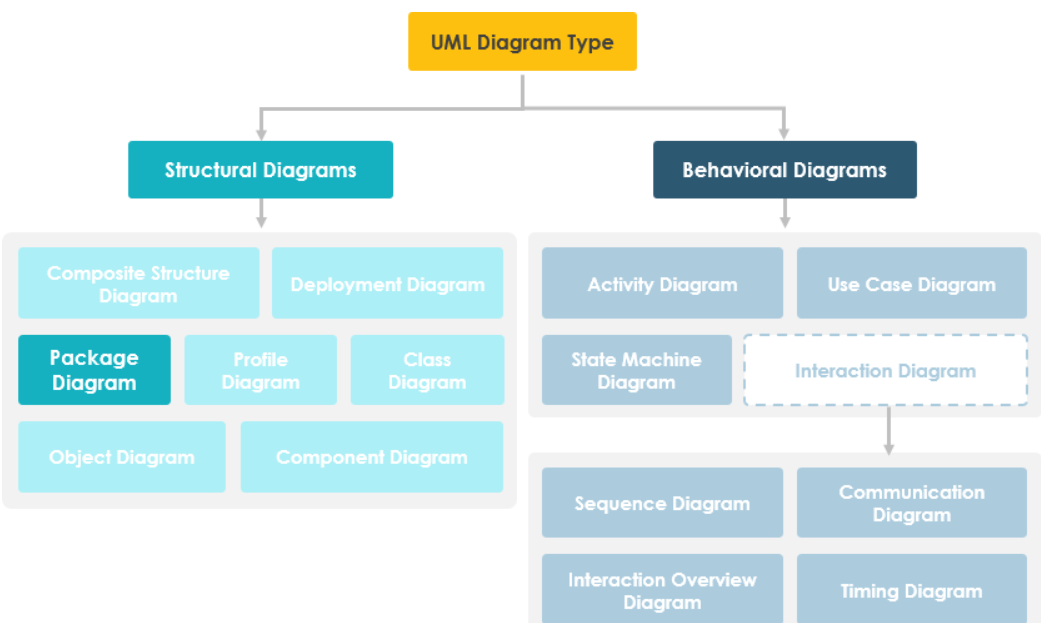 UML Diagram Type
Structural Diagrams
Behavioral Diagrams
Composite Structure
Diagram
Deployment Diagram
Package
Diagram
Profile
Diagram
Class
Diagram
Object Diagram
Component Diagram
Activity Diagram
Use Case Diagram
State Machine
Diagram
Interaction Diagram
Sequence Diagram
Communication
Diagram
Interaction Overview
Diagram
Timing Diagram